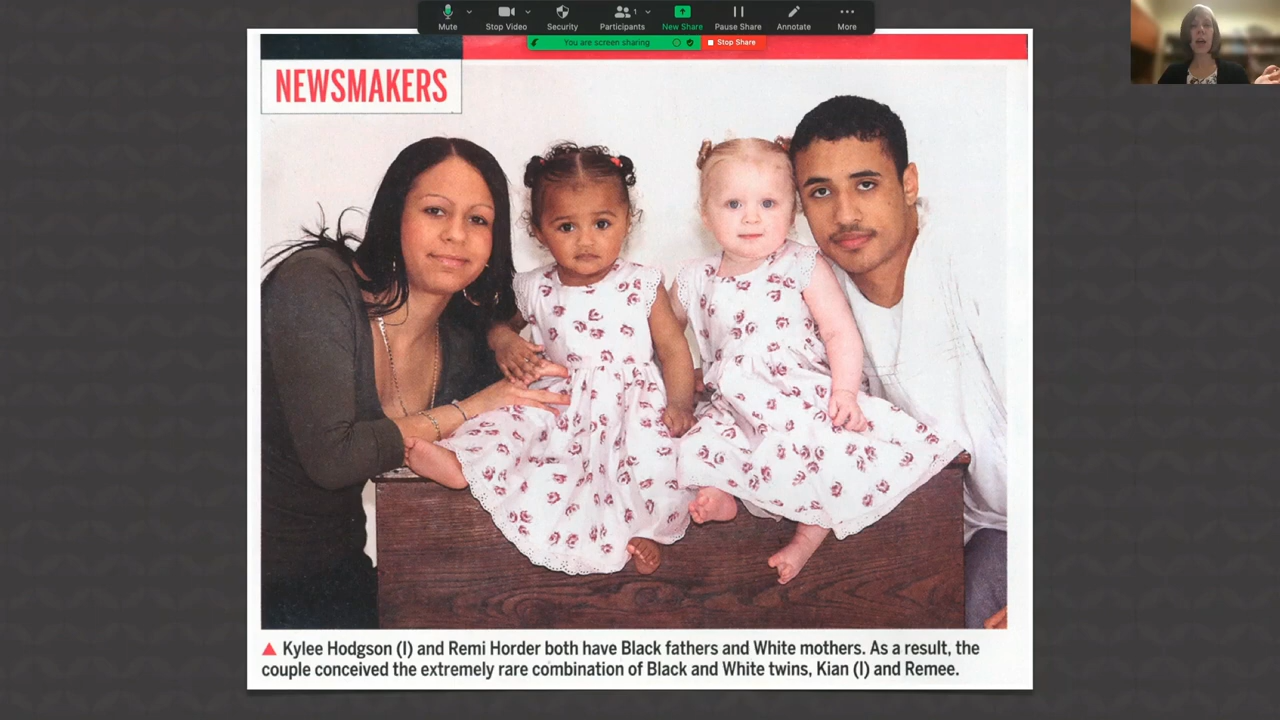 Mute
Stop Video
Security
Participants
1
New Share
Pause Share
Annotate
More
You are screen sharing
Stop Share
NEWSMAKERS
Kylee Hodgson (l) and Remi Horder both have Black fathers and White mothers. As a result, the
couple conceived the extremely rare combination of Black and White twins, Kian (l) and Remee.